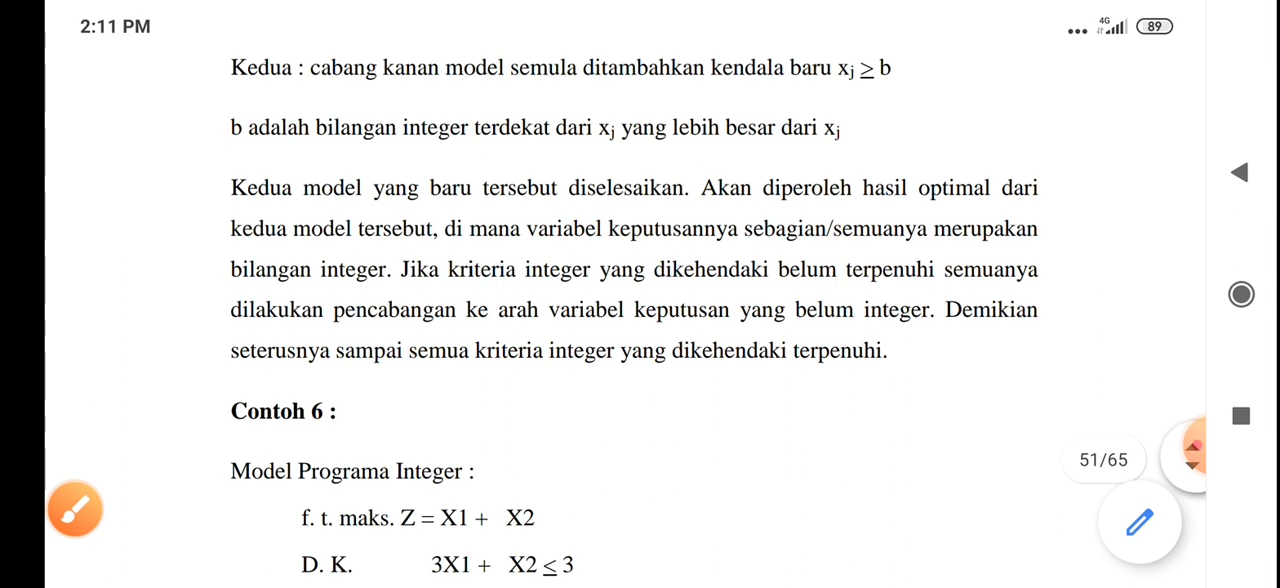 2:11 PM
4G
89
Kedua : cabang kanan model semula ditambahkan kendala baru xj ≥ b
b adalah bilangan integer terdekat dari xj yang lebih besar dari xj
Kedua model yang baru tersebut diselesaikan. Akan diperoleh hasil optimal dari
kedua model tersebut, di mana variabel keputusannya sebagian/semuanya merupakan
bilangan integer. Jika kriteria integer yang dikehendaki belum terpenuhi semuanya
dilakukan pencabangan ke arah variabel keputusan yang belum integer. Demikian
seterusnya sampai semua kriteria integer yang dikehendaki terpenuhi.
Contoh 6 :
51/65
Model Programa Integer :
f. t. maks. Z = X1 + X2
D. K. 3X1 + X2 ≤ 3